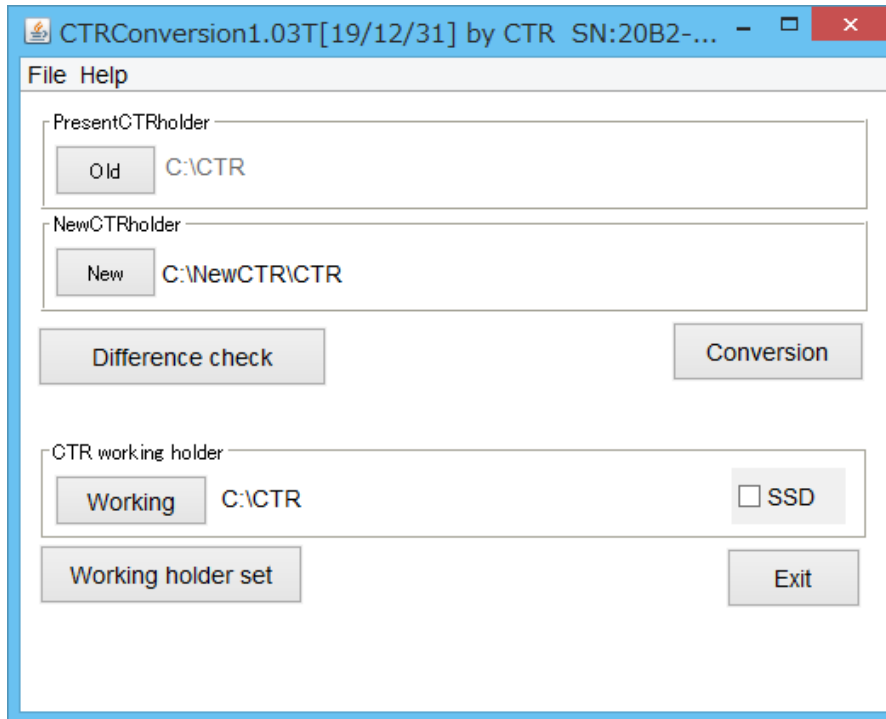 CTRConversion1.03T[19/12/31] by CTR SN:20B2-...
File Help
PresentCTRholder
Old C:\CTR
NewCTRholder
New C:\NewCTR\CTR
Difference check Conversion
CTR working holder
Working C:\CTR SSD
Working holder set Exit